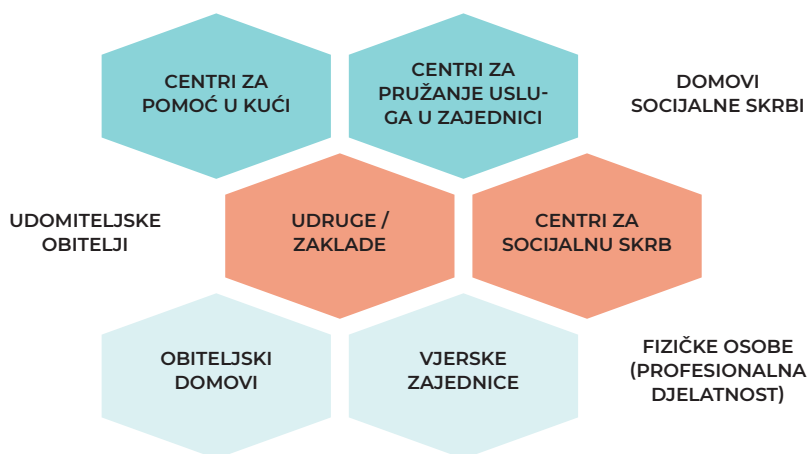 CENTRI ZA
POMOĆ U KUĆI
CENTRI ZA
PRUŽANJE USLU-
GA U ZAJEDNICI
DOMOVI
SOCIJALNE SKRBI
UDOMITELJSKE
OBITELJI
UDRUGE /
ZAKLADE
CENTRI ZA
SOCIJALNU SKRB
OBITELJSKI
DOMOVI
VJERSKE
ZAJEDNICE
FIZIČKE OSOBE
(PROFESIONALNA
DJELATNOST)